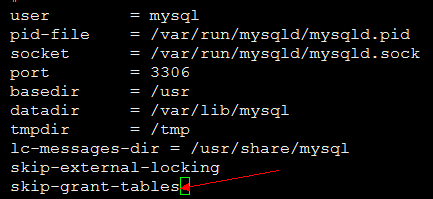 user = mysql
pid-file = /var/run/mysqld/mysqld.pid
socket = /var/run/mysqld/mysqld.sock
port = 3306
basedir = /usr
datadir = /var/lib/mysql
tmpdir = /tmp
lc-messages-dir = /usr/share/mysql
skip-external-locking
skip-grant-tables